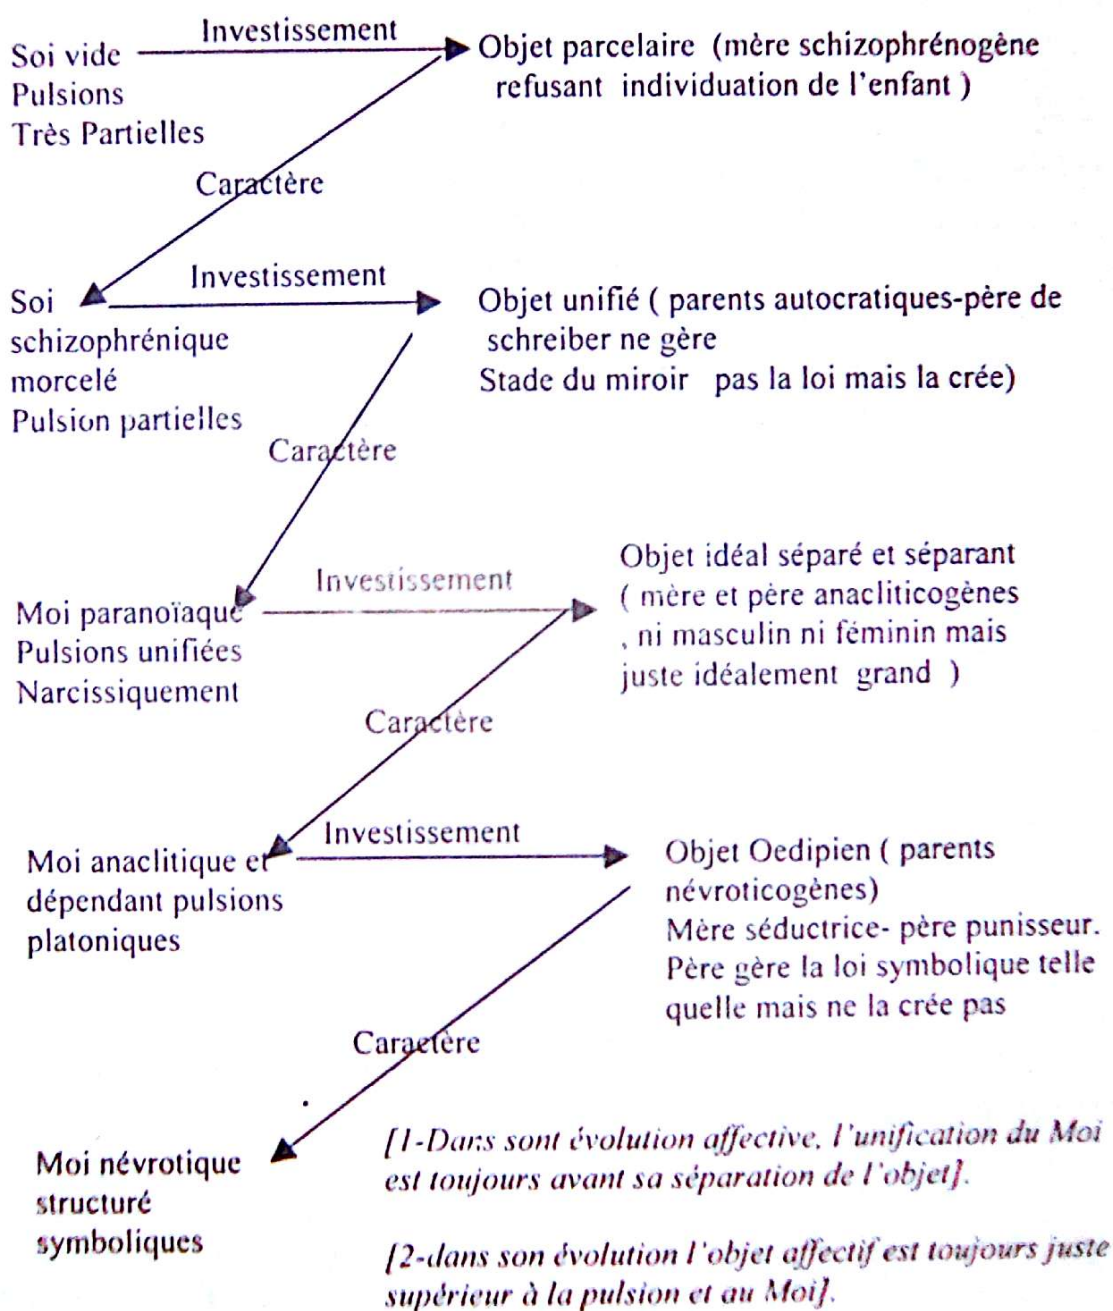 Investissement
Soi vide
Pulsions
Très Partielles
Objet parcelaire (mère schizophrénogène
refusant individuation de l'enfant )
Caractère
Investissement
Soi
schizophrénique
morcelé
Pulsion partielles
Objet unifié ( parents autocratiques-père de
schreiber ne gère
Stade du miroir pas la loi mais la crée)
Caractère
Investissement
Moi paranoïaque
Pulsions unifiées
Narcissiquement
Objet idéal séparé et séparant
( mère et père anacliticogènes
, ni masculin ni féminin mais
juste idéalement grand )
Caractère
Investissement
Moi anaclitique et
dépendant pulsions
platoniques
Objet Oedipien ( parents
névroticogènes)
Mère séductrice- père punisseur.
Père gère la loi symbolique telle
quelle mais ne la crée pas
Caractère
Moi névrotique
structuré
symboliques
[1-Dans sont évolution affective, l'unification du Moi
est toujours avant sa séparation de l'objet].
[2-dans son évolution l'objet affectif est toujours juste
supérieur à la pulsion et au Moi].